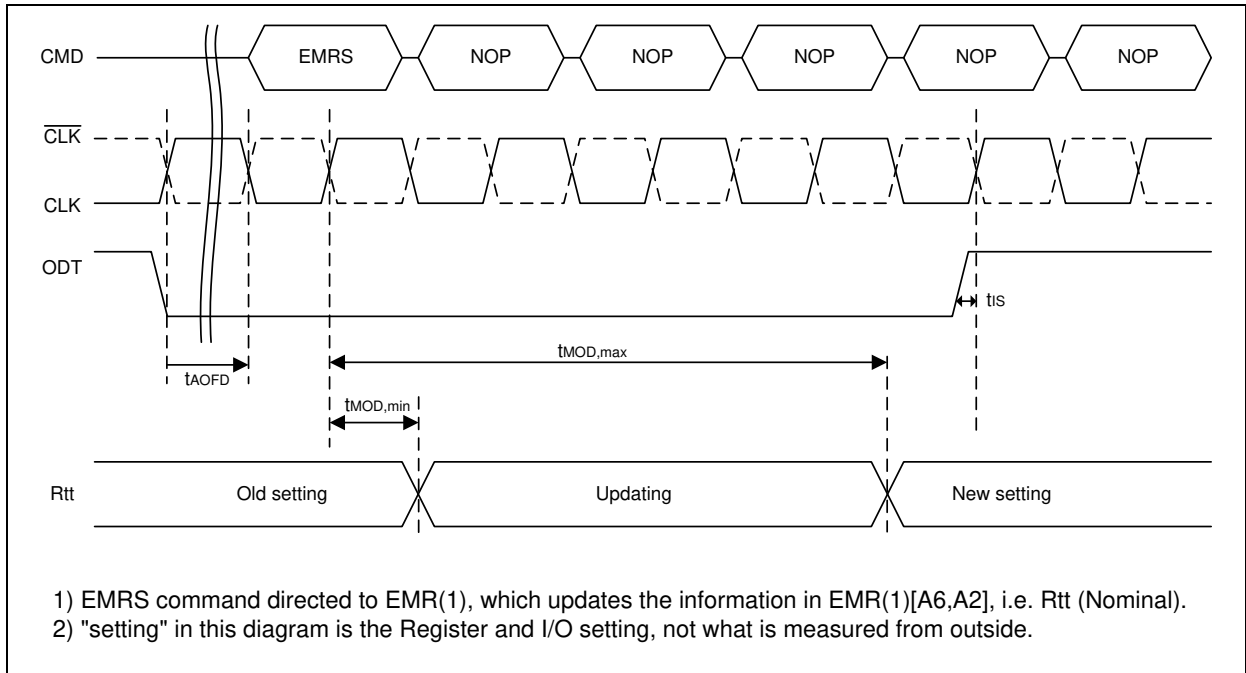 CMD EMRS NOP NOP NOP NOP NOP
CLK
CLK
ODT
tIS
tMOD,max
tAOFD
tMOD,min
Rtt Old setting Updating New setting
1) EMRS command directed to EMR(1), which updates the information in EMR(1)[A6,A2], i.e. Rtt (Nominal).
2) "setting" in this diagram is the Register and I/O setting, not what is measured from outside.